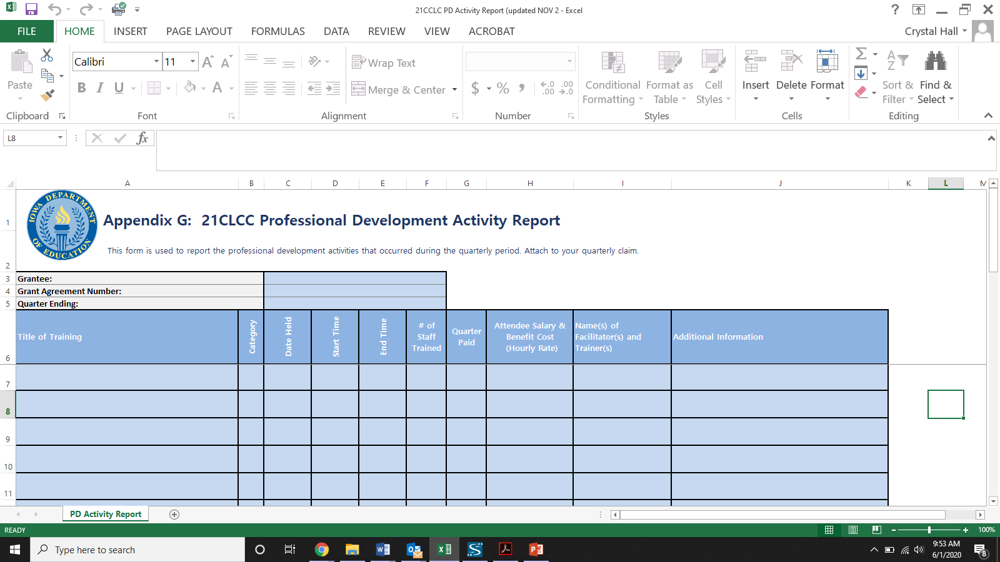 21CCLC PD Activity Report (updated NOV 2 - Excel
?
FILE HOME INSERT PAGE LAYOUT FORMULAS DATA REVIEW VIEW ACROBAT Crystal Hall
Paste
Calibri 11
B I U A
Wrap Text
Merge & Center
$ % ,
Conditional Formatting
Format as Table
Cell Styles
Insert Delete Format
Sort & Filter
Find & Select
Clipboard Font Alignment Number Styles Cells Editing
L8 fx
A B C D E F G H I J K L M
IOWA DEPARTMENT OF EDUCATION
1
Appendix G:  21CLCC Professional Development Activity Report
This form is used to report the professional development activities that occurred during the quarterly period. Attach to your quarterly claim.
2
3 Grantee:
4 Grant Agreement Number:
5 Quarter Ending:
Title of Training
Category
Date Held
Start Time
End Time
# of
Staff
Trained
Quarter
Paid
Attendee Salary &
Benefit Cost
(Hourly Rate)
Name(s) of
Facilitator(s) and
Trainer(s)
Additional Information
6
7
8
9
10
11
PD Activity Report
READY 100%
Type here to search
9:53 AM
6/1/2020
8